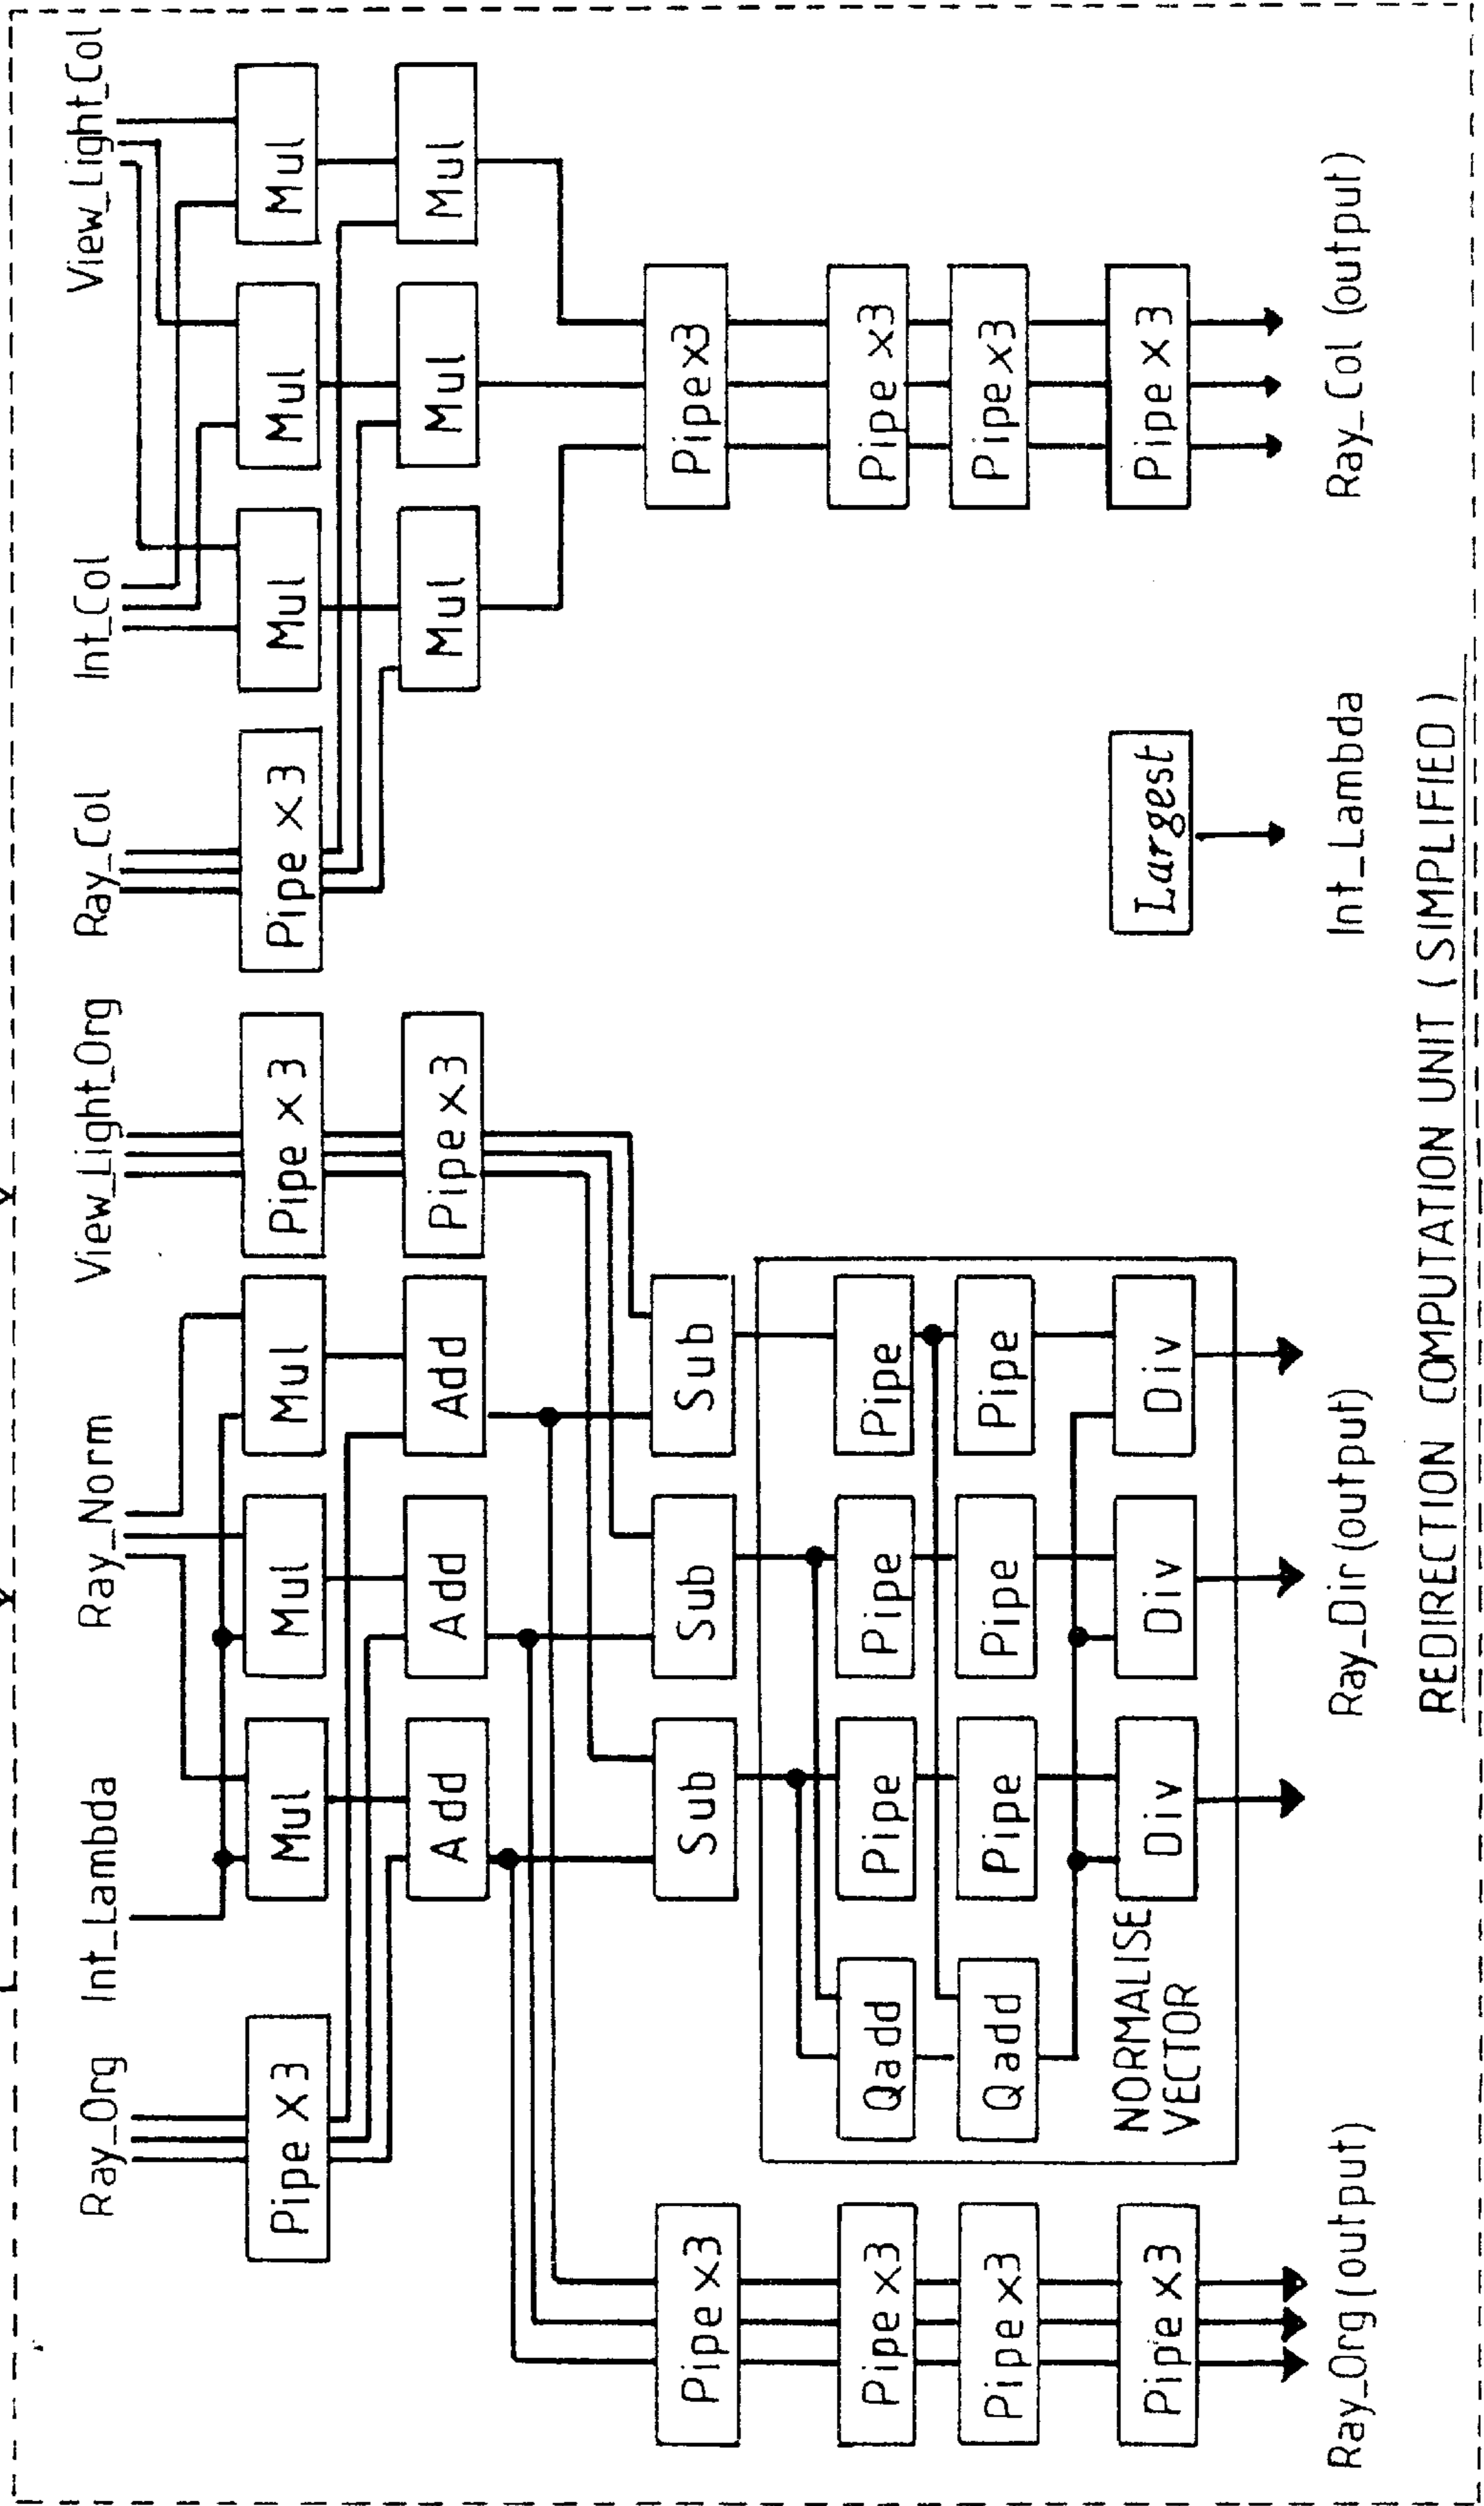 Ray_Org
Int_Lambda
Ray_Norm
View_Light_Org
Ray_Col
Int_Col
View_Light_Col
Pipe × 3
Mul
Mul
Mul
Pipe × 3
Pipe × 3
Mul
Mul
Mul
Add
Add
Add
Pipe × 3
Mul
Mul
Mul
Pipe ×3
Sub
Sub
Sub
Pipe ×3
Pipe ×3
Qadd
Pipe
Pipe
Pipe
Pipe ×3
Pipe ×3
Qadd
Pipe
Pipe
Pipe
Pipe ×3
Pipe ×3
NORMALISE
VECTOR
Div
Div
Div
Largest
Pipe × 3
Ray_Org (output)
Ray_Dir (output)
Int_Lambda
Ray_Col (output)
REDIRECTION COMPUTATION UNIT ( SIMPLIFIED )